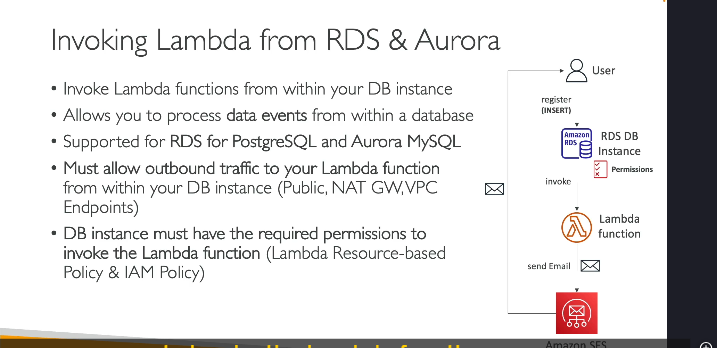 Invoking Lambda from RDS & Aurora
• Invoke Lambda functions from within your DB instance
• Allows you to process data events from within a database
• Supported for RDS for PostgreSQL and Aurora MySQL
• Must allow outbound traffic to your Lambda function
from within your DB instance (Public, NAT GW, VPC
Endpoints)
• DB instance must have the required permissions to
invoke the Lambda function (Lambda Resource-based
Policy & IAM Policy)
User
register
(INSERT)
Amazon
RDS
RDS DB
Instance
Permissions
invoke
Lambda
function
send Email
Amazon SES